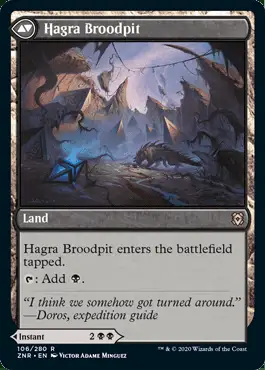 Hagra Broodpit
Land
Hagra Broodpit enters the battlefield
tapped.
: Add .
"I think we somehow got turned around."
—Doros, expedition guide
Instant 2
106/280 R
ZNR • EN VICTOR ADAME MINGUEZ
™ & © 2020 Wizards of the Coast